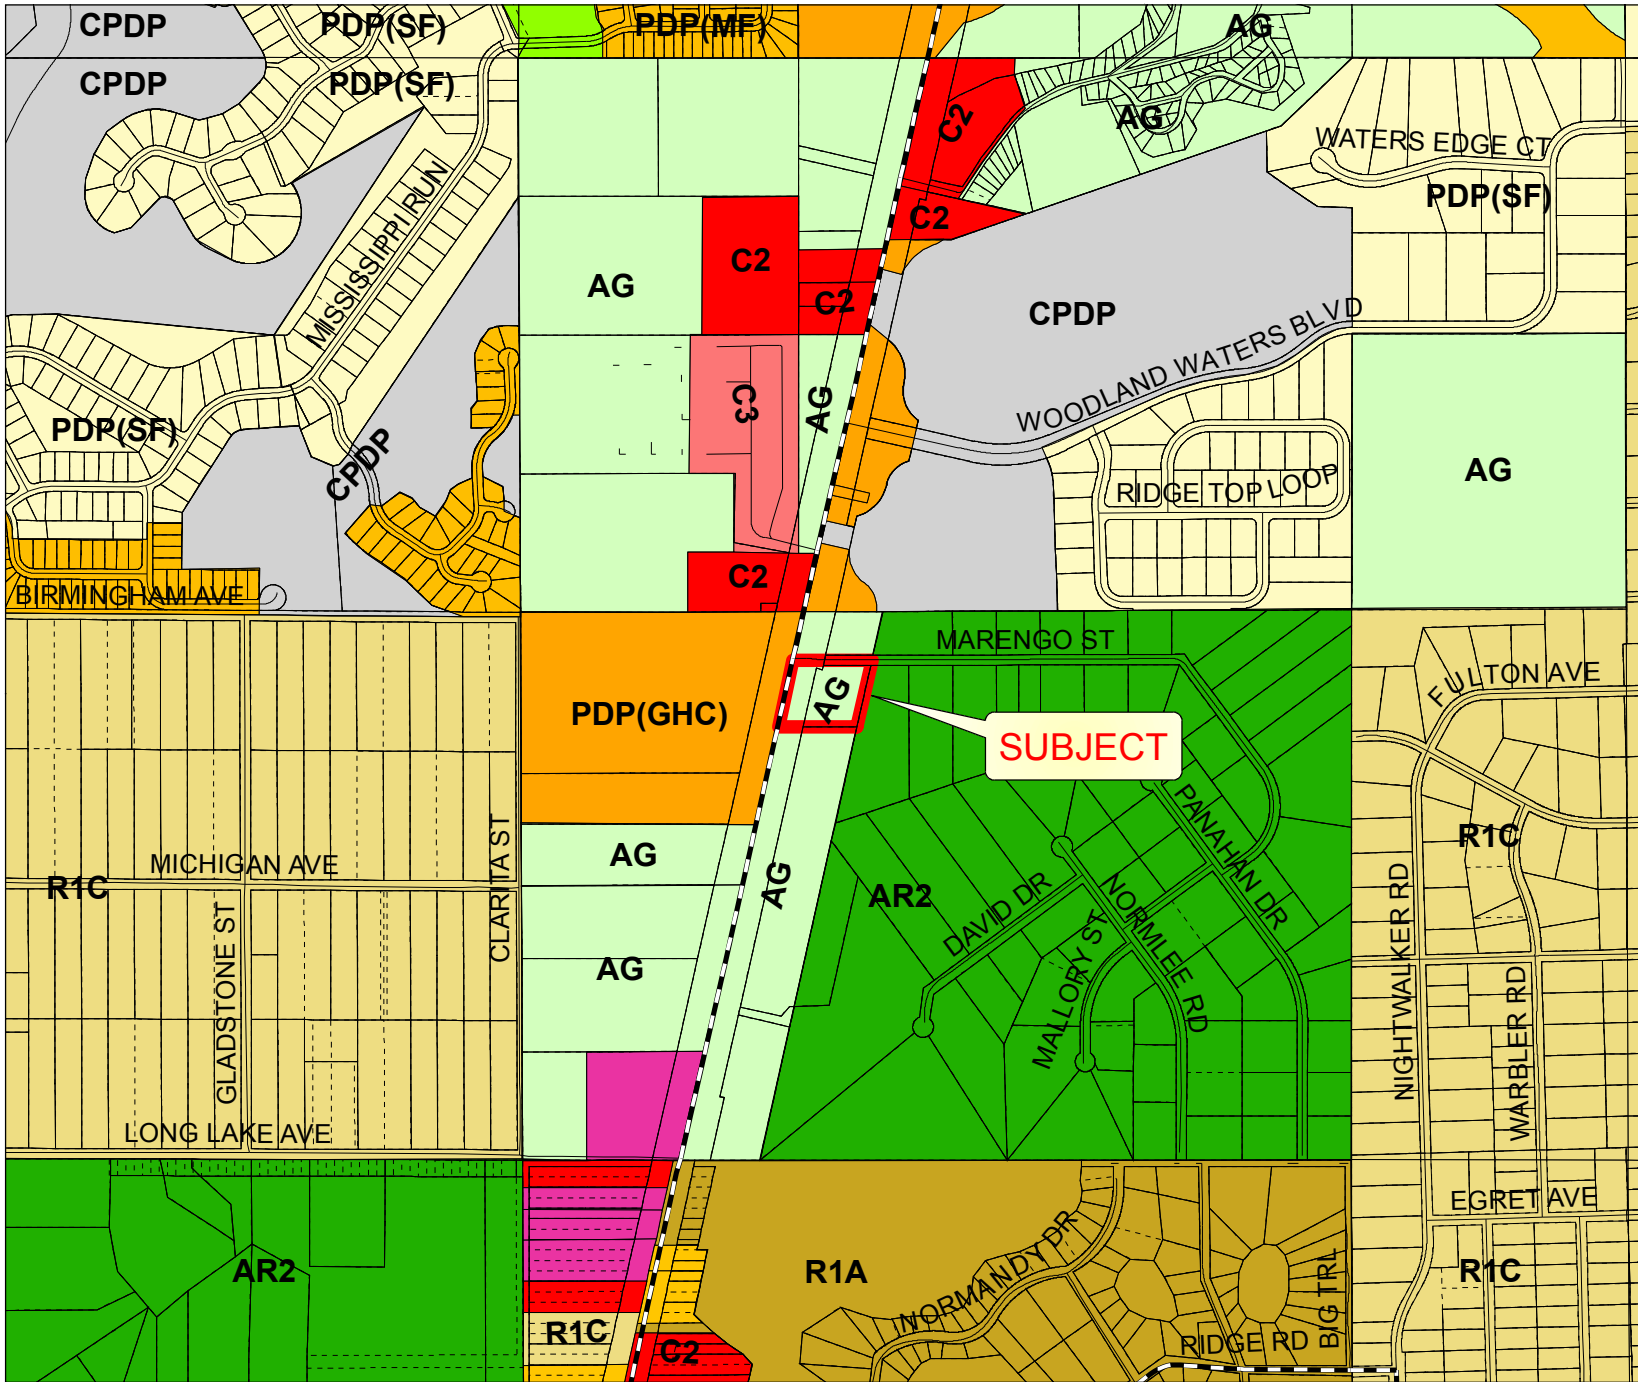 CPDP
PDP(SF)
PDP(MF)
AG
CPDP
PDP(SF)
C2
AG
WATERS EDGE CT
PDP(SF)
MISSISSIPPI RUN
C2
C2
AG
C2
CPDP
WOODLAND WATERS BLVD
C3
AG
PDP(SF)
CPDP
RIDGE TOP LOOP
AG
C2
BIRMINGHAM AVE
MARENGO ST
FULTON AVE
AG
PDP(GHC)
SUBJECT
PANAHAN DR
R1C
CLARITA ST
MICHIGAN AVE
R1C
AG
AG
AR2
DAVID DR
NORMLEE RD
MALLORY ST
NIGHTWALKER RD
WARBLER RD
GLADSTONE ST
AG
LONG LAKE AVE
EGRET AVE
AR2
R1A
NORMANDY DR
BIG TRL
R1C
R1C
C2
RIDGE RD